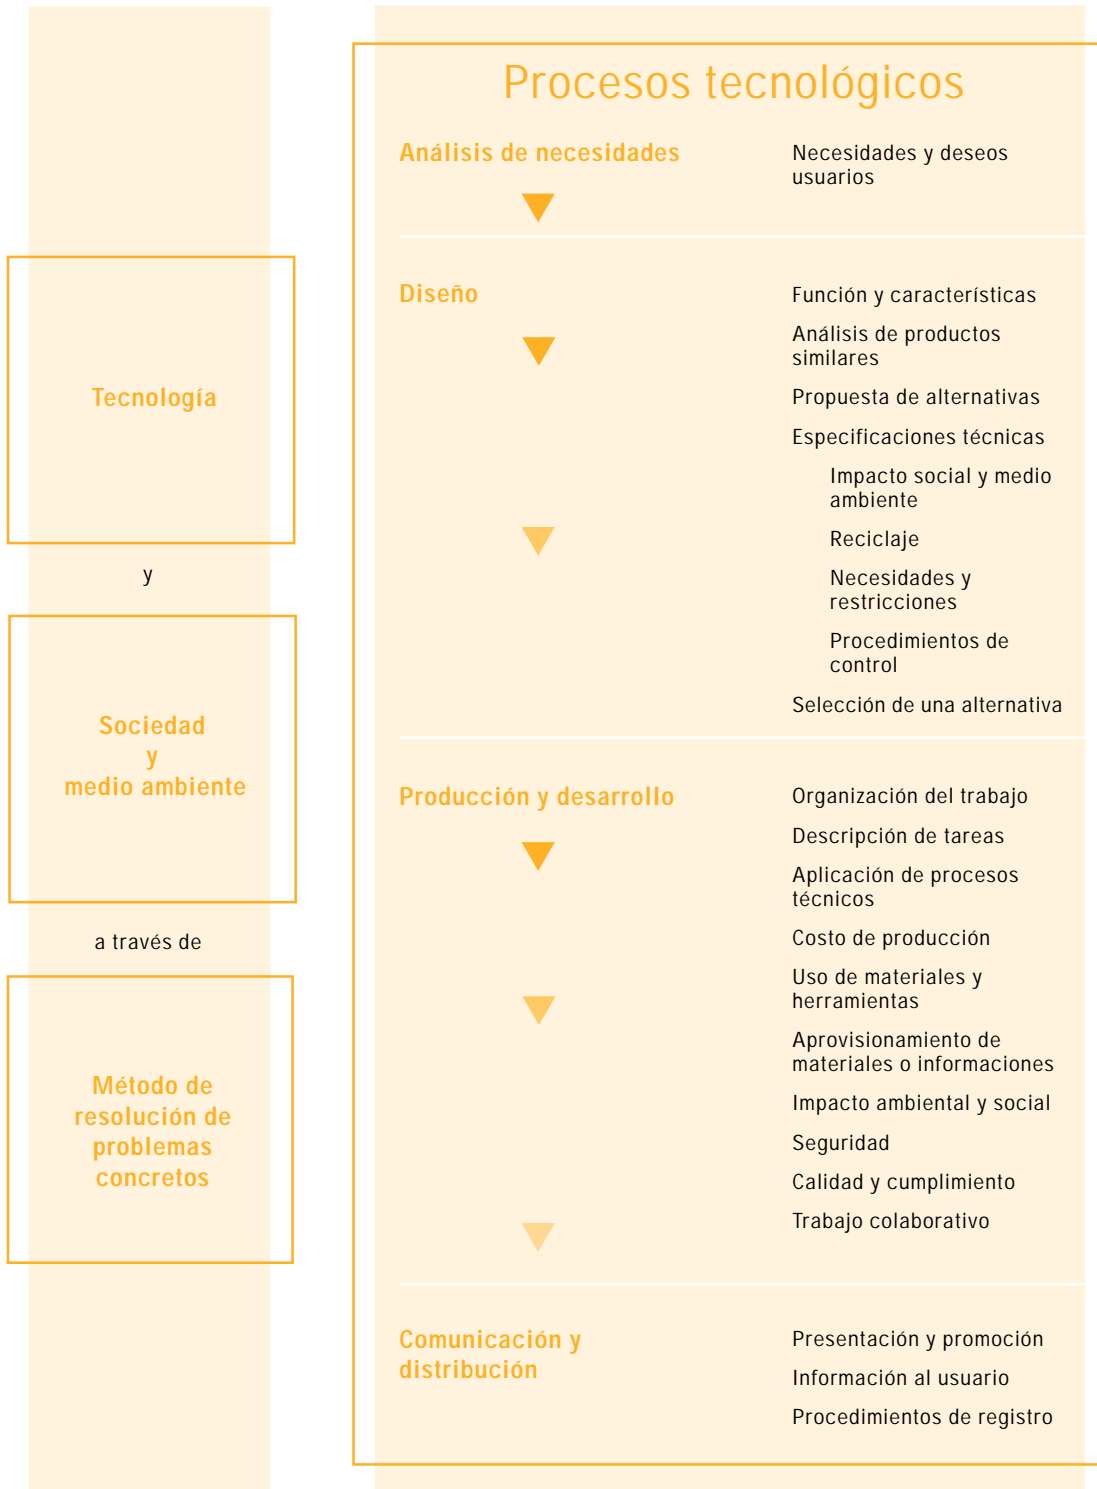 Tecnología
y
Sociedad
y
medio ambiente
a través de
Método de
resolución de
problemas
concretos
Procesos tecnológicos
Análisis de necesidades
Necesidades y deseos
usuarios
Diseño
Función y características
Análisis de productos
similares
Propuesta de alternativas
Especificaciones técnicas
Impacto social y medio
ambiente
Reciclaje
Necesidades y
restricciones
Procedimientos de
control
Selección de una alternativa
Producción y desarrollo
Organización del trabajo
Descripción de tareas
Aplicación de procesos
técnicos
Costo de producción
Uso de materiales y
herramientas
Aprovisionamiento de
materiales o informaciones
Impacto ambiental y social
Seguridad
Calidad y cumplimiento
Trabajo colaborativo
Comunicación y
distribución
Presentación y promoción
Información al usuario
Procedimientos de registro